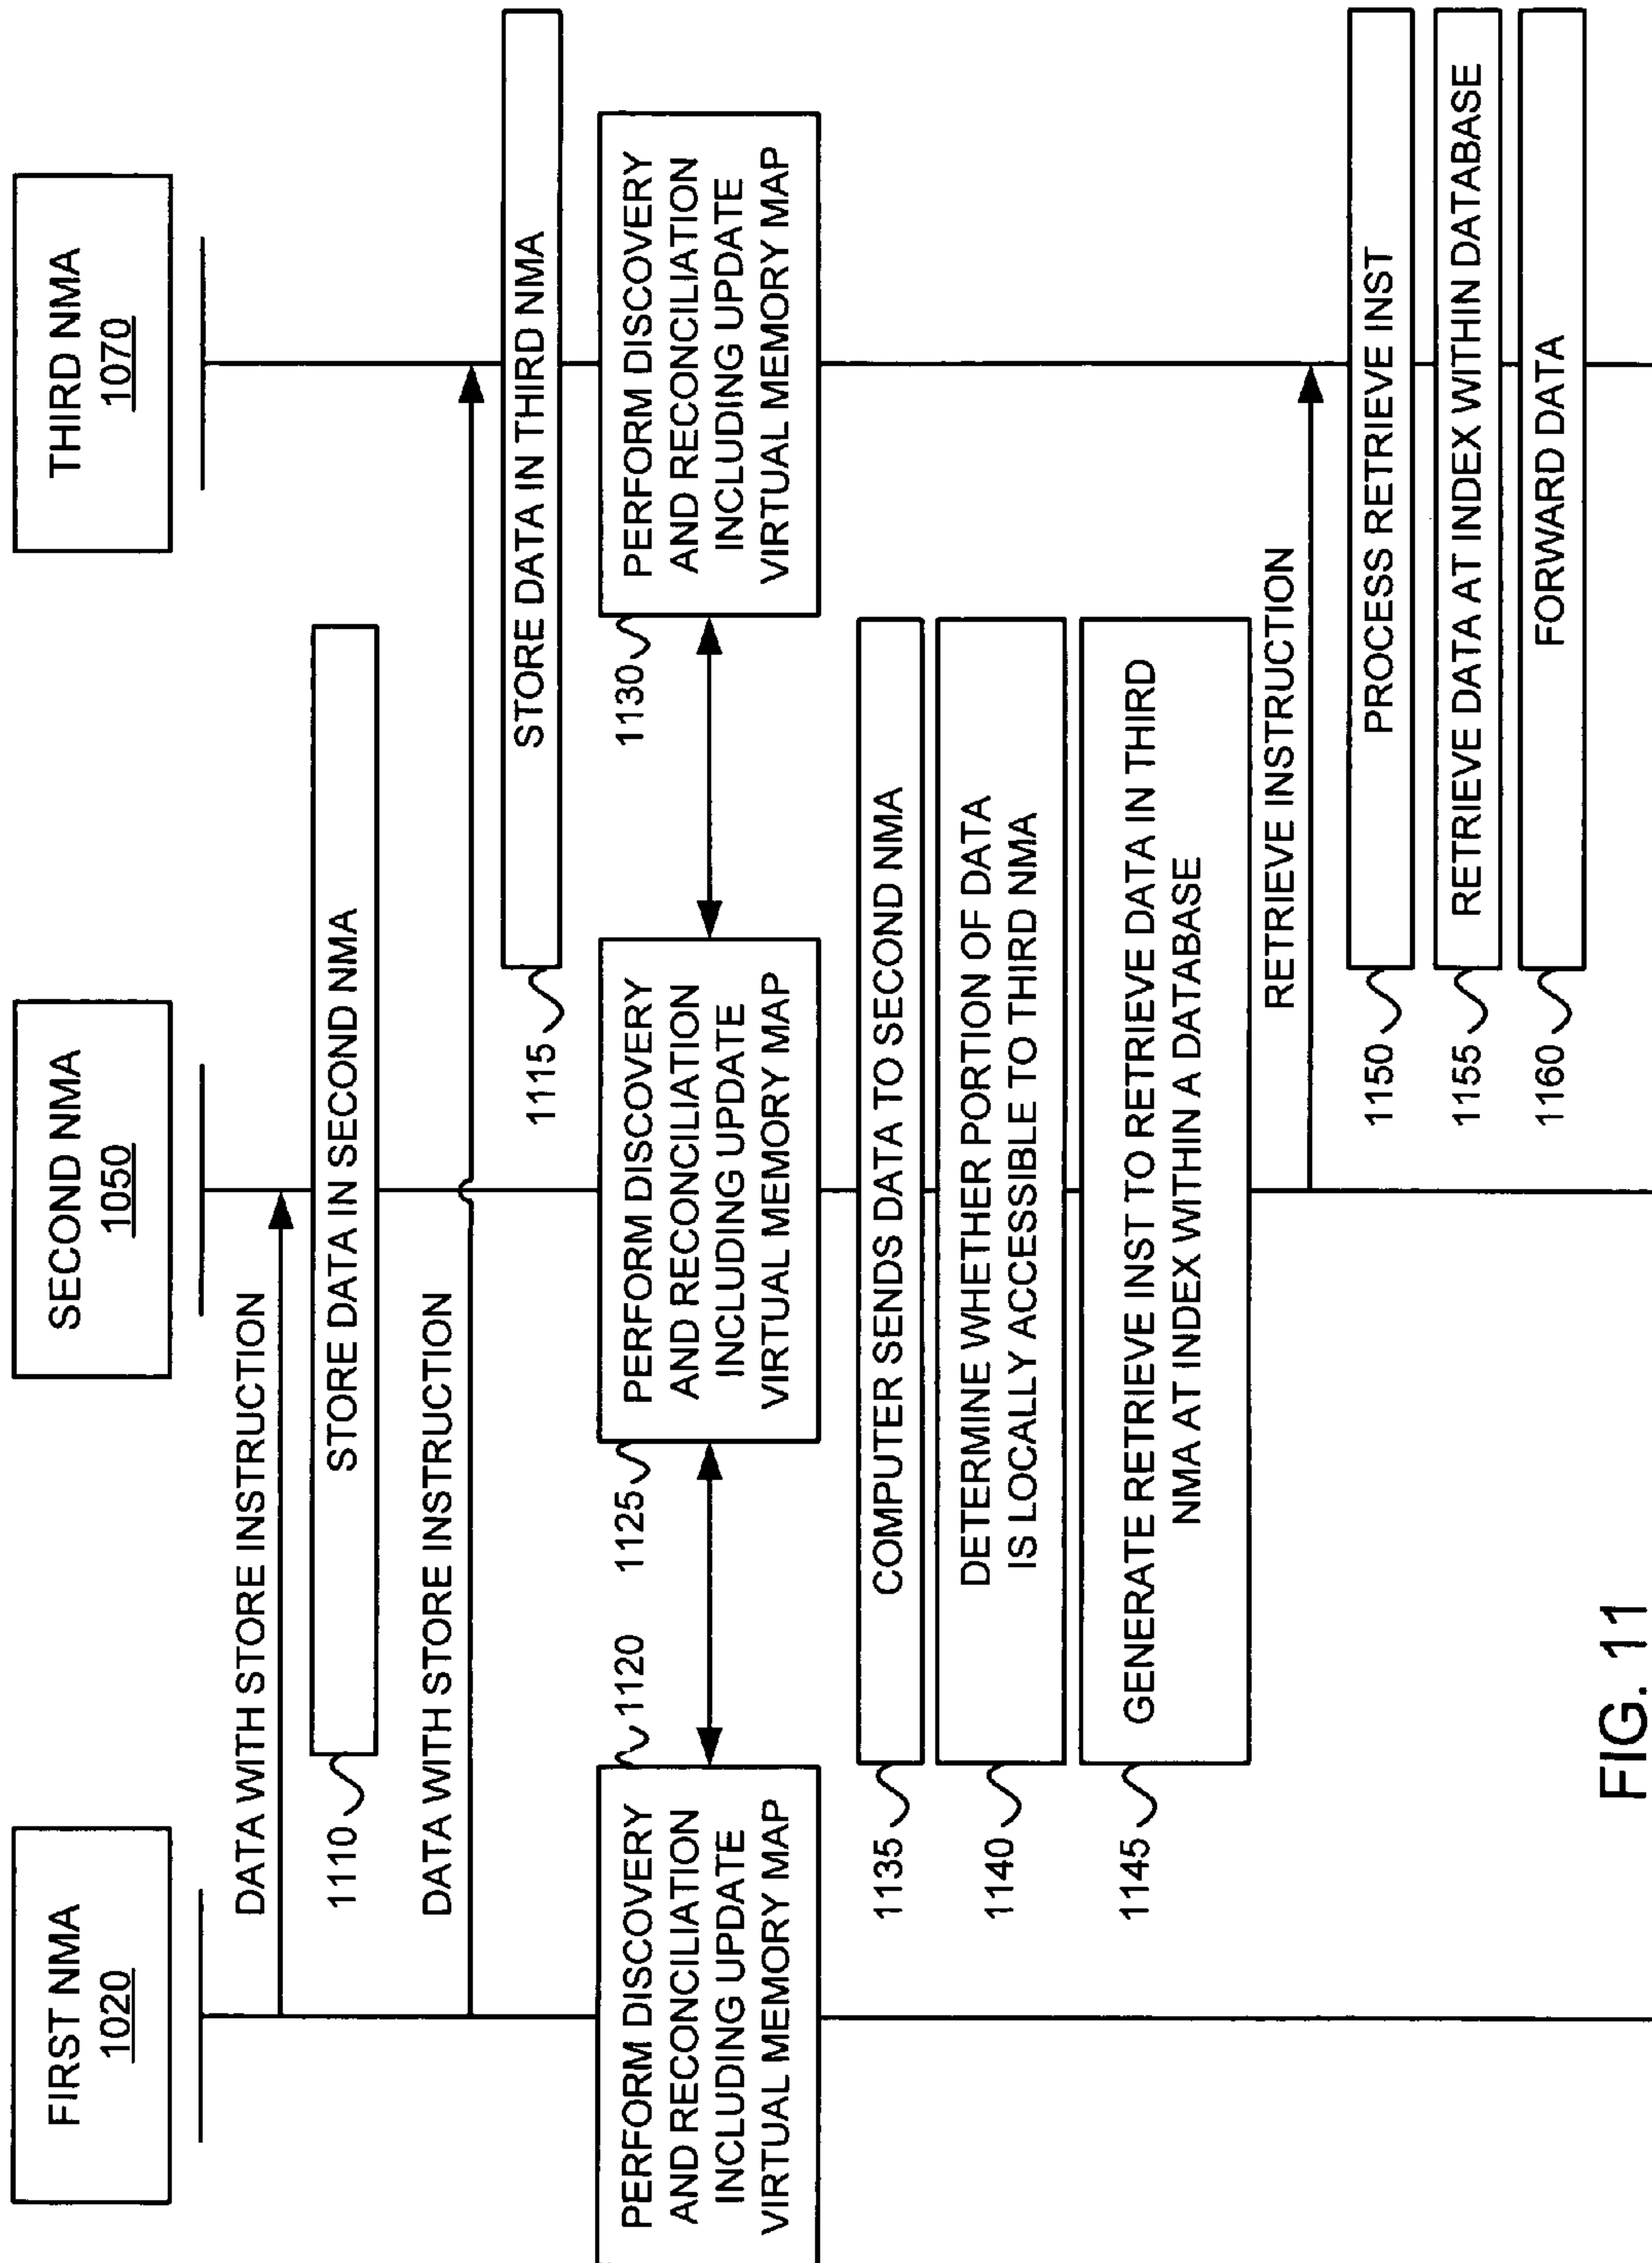 FIRST NMA
1020
SECOND NMA
1050
THIRD NMA
1070
DATA WITH STORE INSTRUCTION
1110
STORE DATA IN SECOND NMA
DATA WITH STORE INSTRUCTION
1115
STORE DATA IN THIRD NMA
PERFORM DISCOVERY
AND RECONCILIATION
INCLUDING UPDATE
VIRTUAL MEMORY MAP
1120
1125
PERFORM DISCOVERY
AND RECONCILIATION
INCLUDING UPDATE
VIRTUAL MEMORY MAP
1130
PERFORM DISCOVERY
AND RECONCILIATION
INCLUDING UPDATE
VIRTUAL MEMORY MAP
1135
COMPUTER SENDS DATA TO SECOND NMA
1140
DETERMINE WHETHER PORTION OF DATA
IS LOCALLY ACCESSIBLE TO THIRD NMA
1145
GENERATE RETRIEVE INST TO RETRIEVE DATA IN THIRD
NMA AT INDEX WITHIN A DATABASE
RETRIEVE INSTRUCTION
1150
PROCESS RETRIEVE INST
1155
RETRIEVE DATA AT INDEX WITHIN DATABASE
1160
FORWARD DATA
FIG. 11